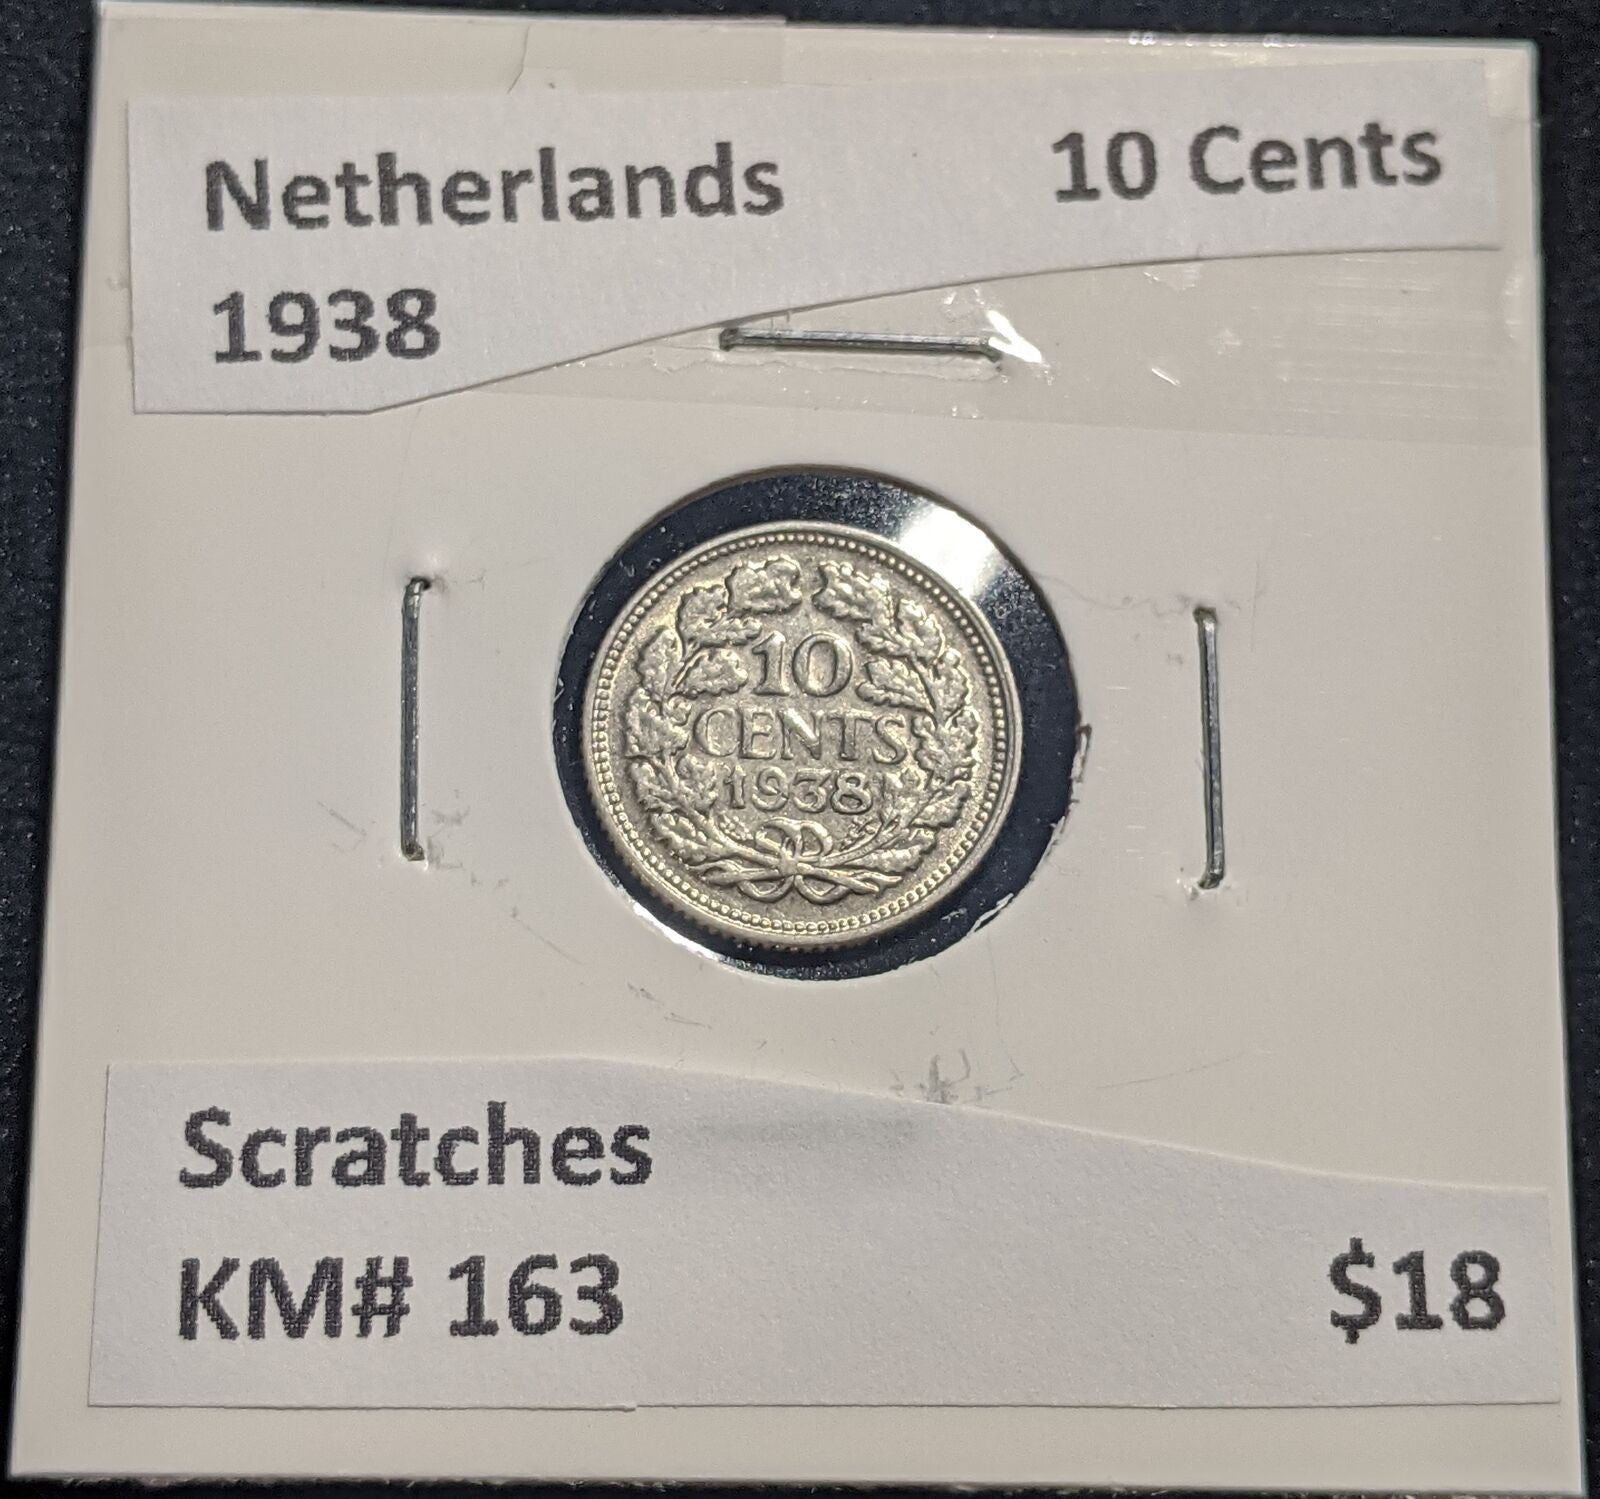 Netherlands 10 Cents
1938
10
CENTS
1938
Scratches
KM# 163 $18